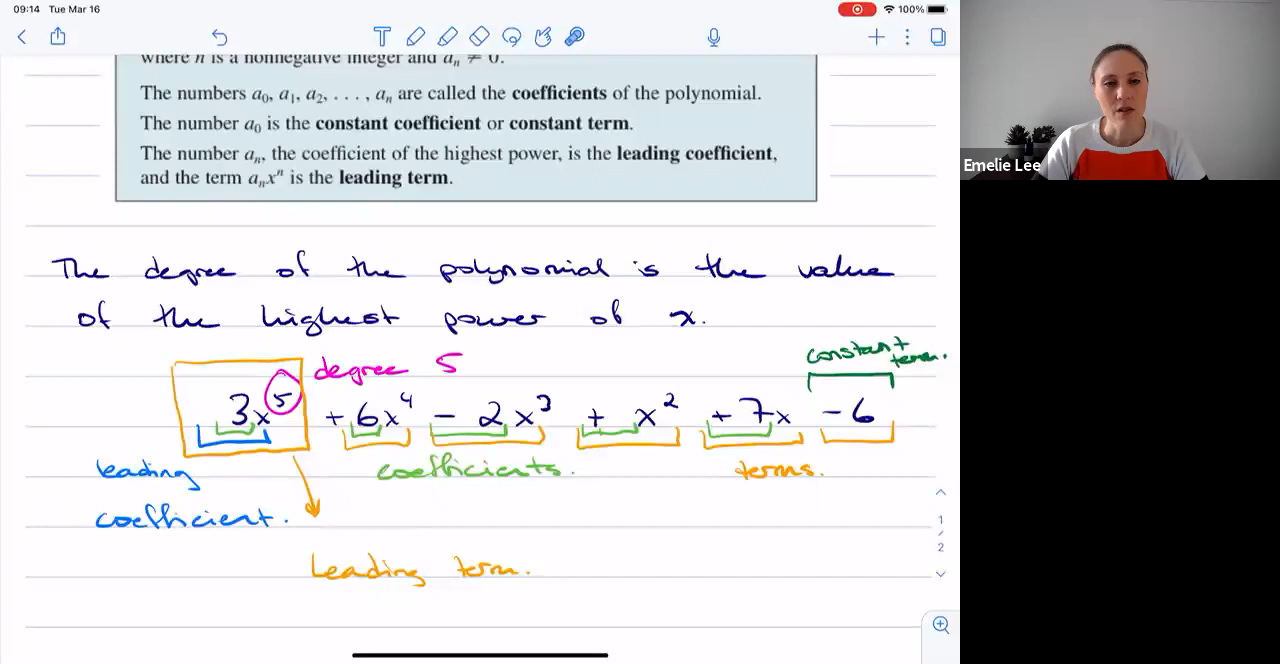 09:14 Tue Mar 16
100%
where n is a nonnegative integer and aₙ ≠ 0.
The numbers a₀, a₁, a₂, . . . , aₙ are called the coefficients of the polynomial.
The number a₀ is the constant coefficient or constant term.
The number aₙ, the coefficient of the highest power, is the leading coefficient,
and the term aₙxⁿ is the leading term.
Emelie Lee
The degree of the polynomial is the value
of the highest power of x.
constant
term.
degree 5
3x⁵ + 6x⁴ − 2x³ + x² + 7x − 6
leading coefficients. terms.
coefficient.
Leading term.
1
/
2